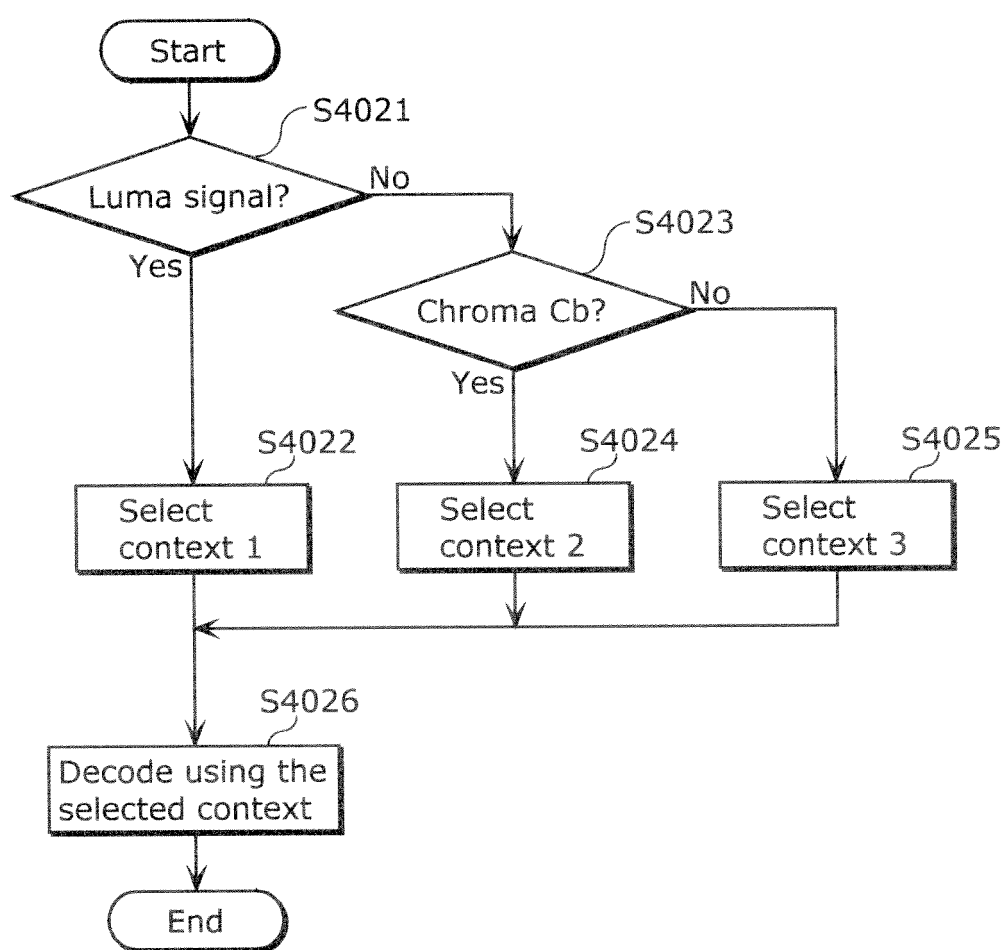 Start
S4021
Luma signal?
No
Yes
S4023
Chroma Cb?
No
Yes
S4022
Select
context 1
S4024
Select
context 2
S4025
Select
context 3
S4026
Decode using the
selected context
End